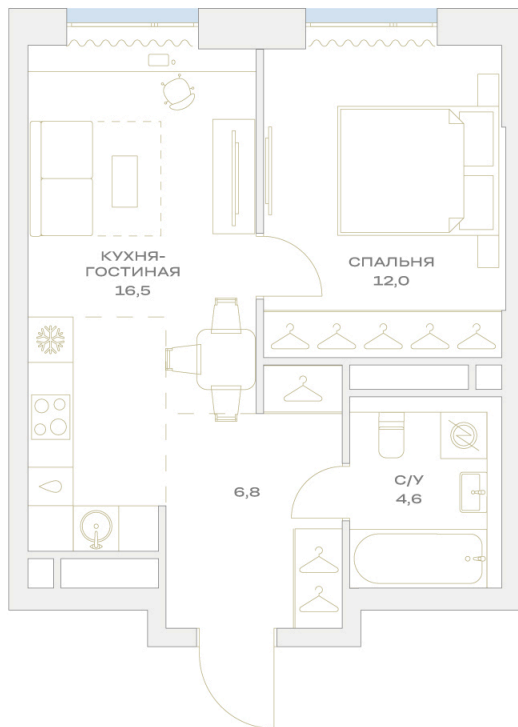 КУХНЯ-
ГОСТИНАЯ
16,5
СПАЛЬНЯ
12,0
6,8
С/У
4,6